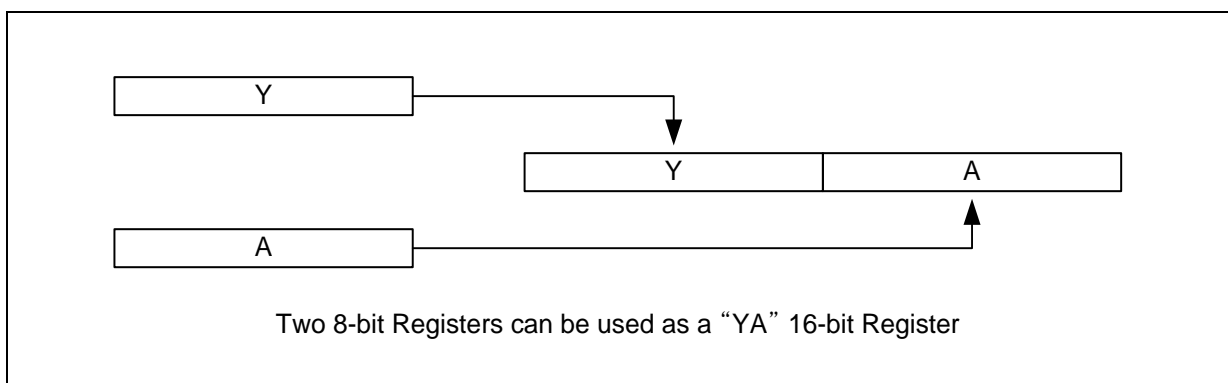 Y
Y A
A
Two 8-bit Registers can be used as a “YA” 16-bit Register